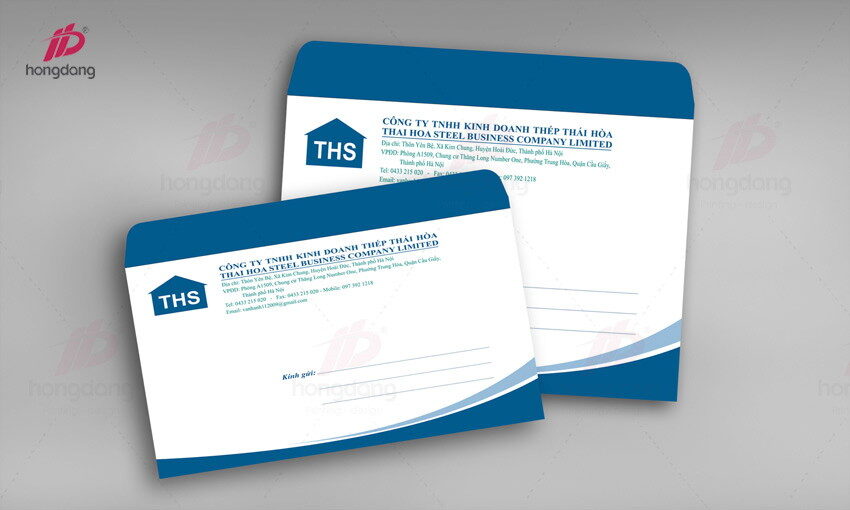 hongdang
THS
CÔNG TY TNHH KINH DOANH THÉP THÁI HÒA
THAI HOA STEEL BUSINESS COMPANY LIMITED
Địa chỉ: Thôn Yên Bệ, Xã Kim Chung, Huyện Hoài Đức, Thành phố Hà Nội
VPDD: Phòng A1509, Chung cư Thăng Long Number One, Phường Trung Hòa, Quận Cầu Giấy,
Thành phố Hà Nội
Tel: 0433 215 020 - Fax: 097 392 1218
Email:
hongdang
THS
CÔNG TY TNHH KINH DOANH THÉP THÁI HÒA
THAI HOA STEEL BUSINESS COMPANY LIMITED
Địa chỉ: Thôn Yên Bệ, Xã Kim Chung, Huyện Hoài Đức, Thành phố Hà Nội
VPDD: Phòng A1509, Chung cư Thăng Long Number One, Phường Trung Hòa, Quận Cầu Giấy,
Thành phố Hà Nội
Tel: 0433 215 020 - Fax: 0433 215 020 - Mobile: 097 392 1218
Email: vanhanh112009@gmail.com
Kính gửi:
hongdang
hongdang